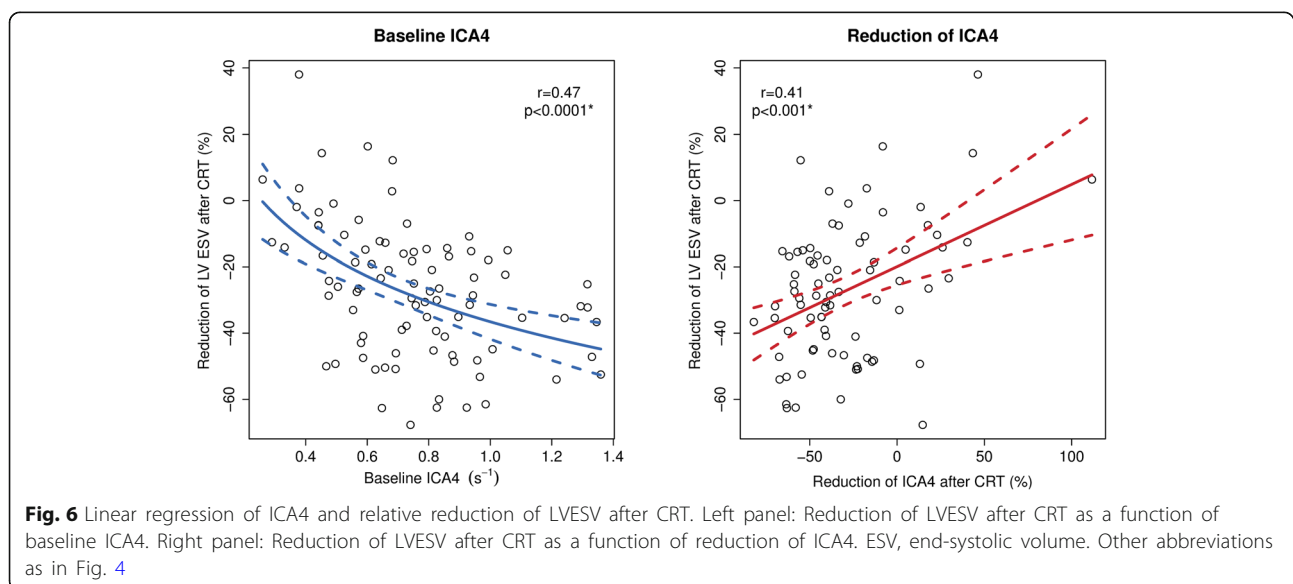 Baseline ICA4
Reduction of LV ESV after CRT (%)
40
20
0
−20
−40
−60
r=0.47
p<0.0001*
0.4 0.6 0.8 1.0 1.2 1.4
Baseline ICA4 (s⁻¹)
Reduction of ICA4
Reduction of LV ESV after CRT (%)
40
20
0
−20
−40
−60
r=0.41
p<0.001*
−50 0 50 100
Reduction of ICA4 after CRT (%)
Fig. 6 Linear regression of ICA4 and relative reduction of LVESV after CRT. Left panel: Reduction of LVESV after CRT as a function of
baseline ICA4. Right panel: Reduction of LVESV after CRT as a function of reduction of ICA4. ESV, end-systolic volume. Other abbreviations
as in Fig. 4